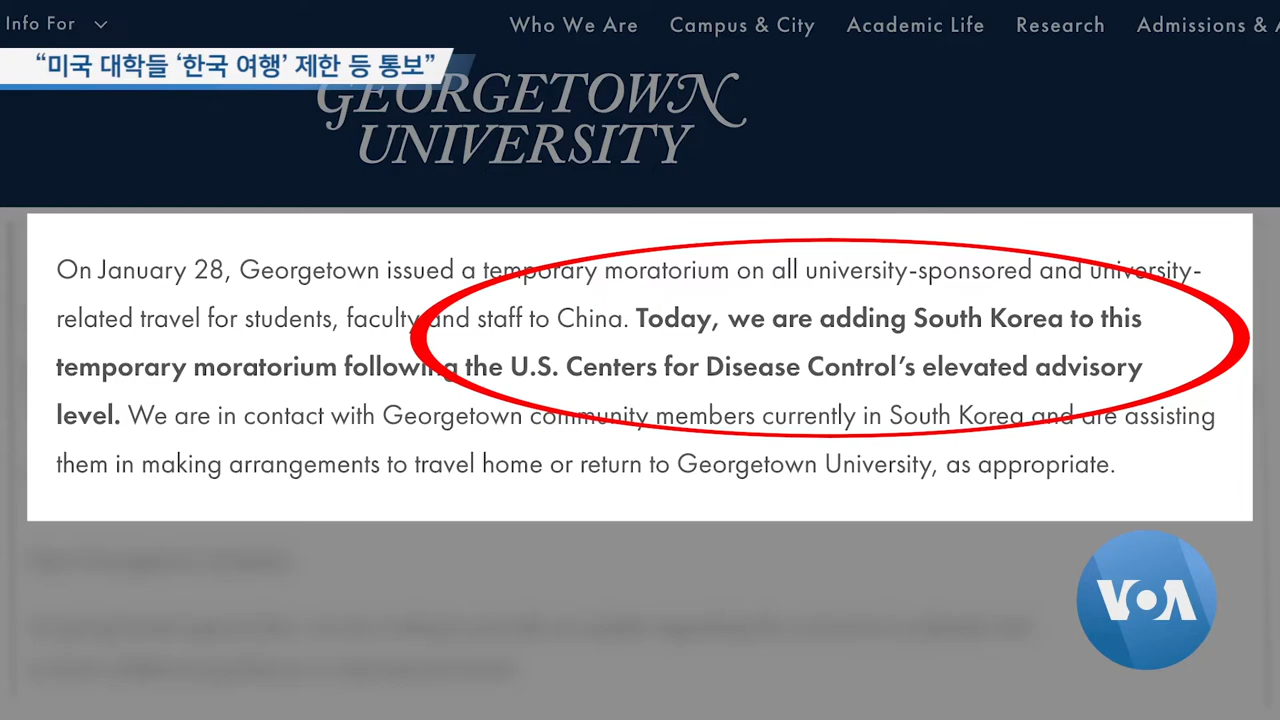 Info For
Who We Are Campus & City Academic Life Research Admissions &
“미국 대학들 ‘한국 여행’ 제한 등 통보”
GEORGETOWN
UNIVERSITY
On January 28, Georgetown issued a temporary moratorium on all university-sponsored and university-
related travel for students, faculty and staff to China. Today, we are adding South Korea to this
temporary moratorium following the U.S. Centers for Disease Control’s elevated advisory
level. We are in contact with Georgetown community members currently in South Korea and are assisting
them in making arrangements to travel home or return to Georgetown University, as appropriate.
VOA